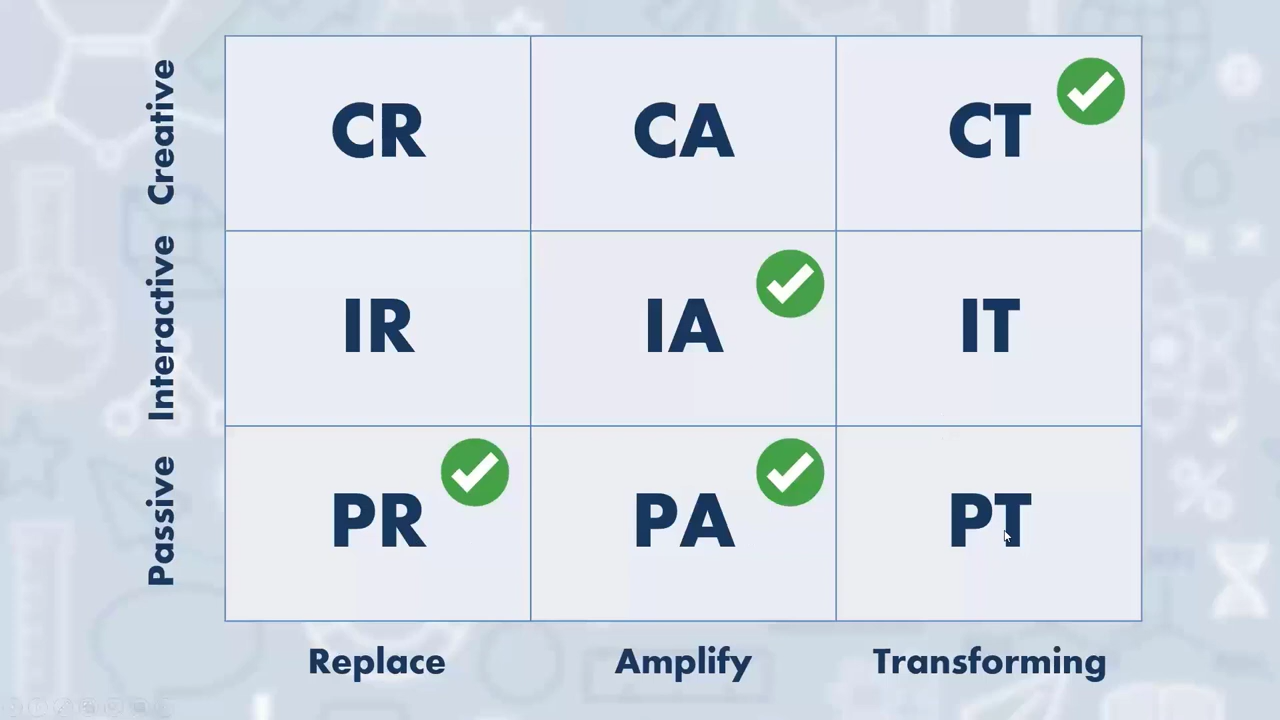 Creative
CR
CA
CT
Interactive
IR
IA
IT
Passive
PR
PA
PT
Replace
Amplify
Transforming